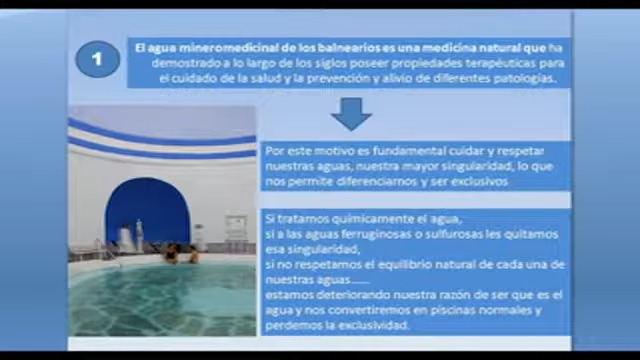 1
El agua mineromedicinal de los balnearios es una medicina natural que ha
demostrado a lo largo de los siglos poseer propiedades terapéuticas para
el cuidado de la salud y la prevención y alivio de diferentes patologías.
Por este motivo es fundamental cuidar y respetar
nuestras aguas, nuestra mayor singularidad, lo que
nos permite diferenciarnos y ser exclusivos
Si tratamos químicamente el agua,
si a las aguas ferruginosas o sulfurosas les quitamos
esa singularidad,
si no respetamos el equilibrio natural de cada una de
nuestras aguas......
estamos deteriorando nuestra razón de ser que es el
agua y nos convertiremos en piscinas normales y
perdemos la exclusividad.